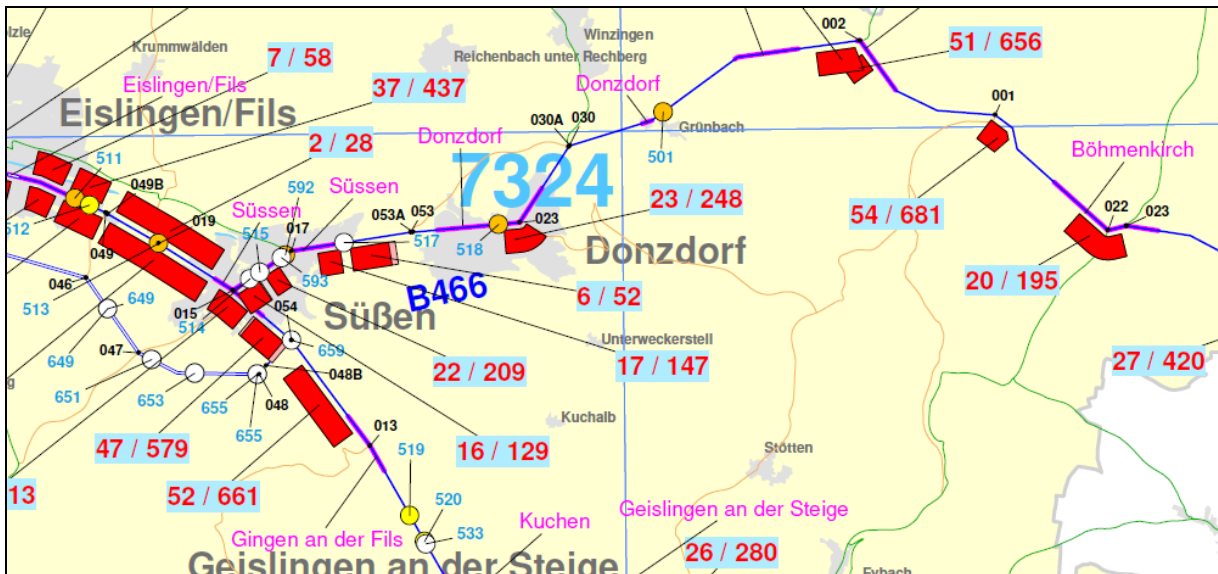 002
51 / 656
Winzingen
olzle
Krummwälden
7 / 58
Reichenbach unter Rechberg
Eislingen/Fils
37 / 437
Donzdorf
Eislingen/Fils
001
030A
030
Grünbach
2 / 28
Donzdorf
501
Böhmenkirch
511
7324
592
Süssen
049B
23 / 248
019
Süssen
053A
053
54 / 681
017
023
022
023
512
515
517
518
049
Donzdorf
593
046
20 / 195
6 / 52
B466
513
649
015
514
054
Süßen
Unterweckerstell
649
047
659
17 / 147
27 / 420
22 / 209
048B
651
653
655
048
655
Kuchalb
47 / 579
013
16 / 129
Stötten
519
13
52 / 661
520
Geislingen an der Steige
Kuchen
533
Gingen an der Fils
26 / 280
Geislingen an der Steige
Eybach